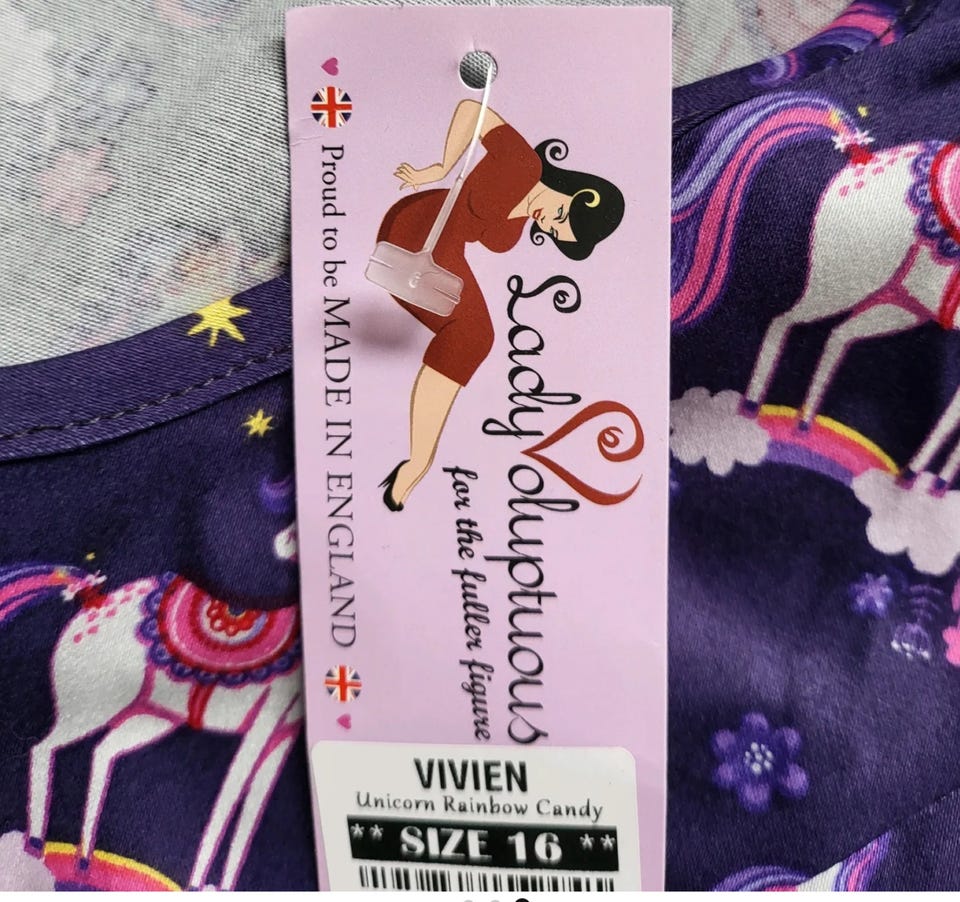 Proud to be MADE IN ENGLAND
Lady Voluptuous
for the fuller figure
VIVIEN
Unicorn Rainbow Candy
** SIZE 16 **